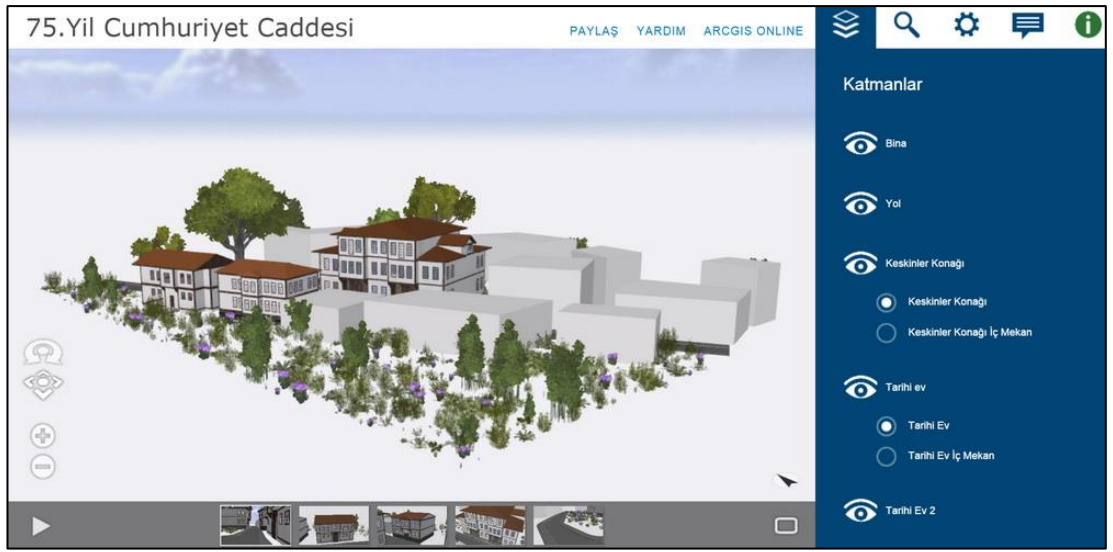 75.Yil Cumhuriyet Caddesi
PAYLAŞ YARDIM ARCGIS ONLINE
i
Katmanlar
Bina
Yol
Keskinler Konağı
Keskinler Konağı
Keskinler Konağı İç Mekan
Tarihi ev
Tarihi Ev
Tarihi Ev İç Mekan
Tarihi Ev 2